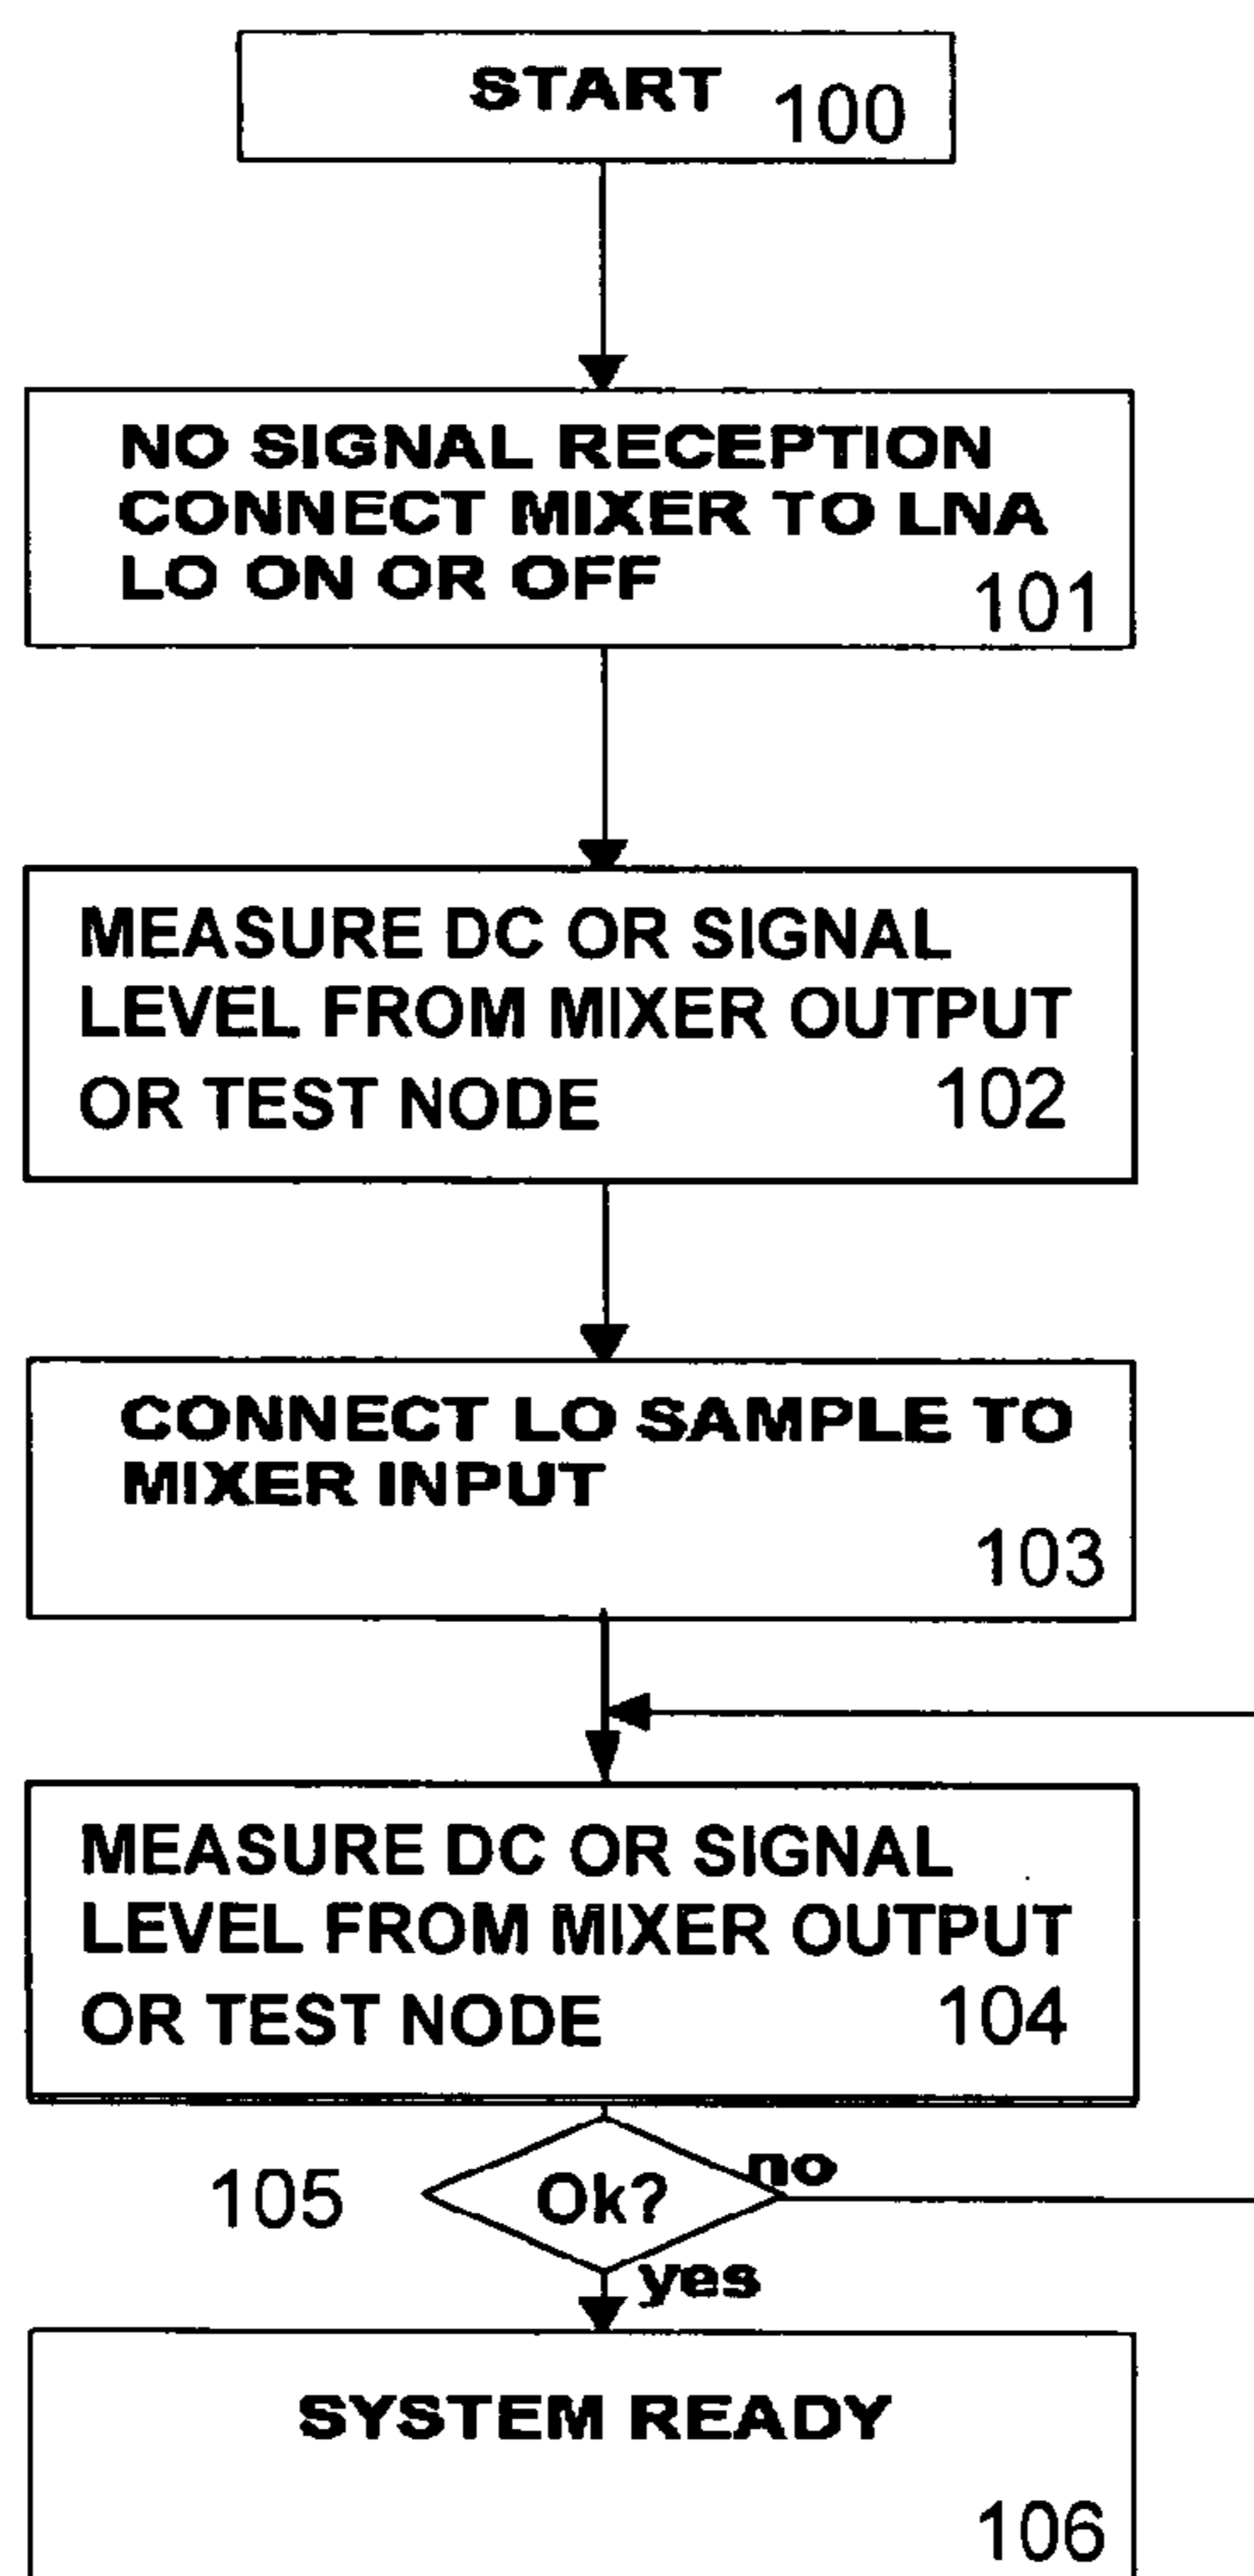 START 100
NO SIGNAL RECEPTION
CONNECT MIXER TO LNA
LO ON OR OFF
101
MEASURE DC OR SIGNAL
LEVEL FROM MIXER OUTPUT
OR TEST NODE 102
CONNECT LO SAMPLE TO
MIXER INPUT
103
MEASURE DC OR SIGNAL
LEVEL FROM MIXER OUTPUT
OR TEST NODE 104
no
105 Ok?
yes
SYSTEM READY
106